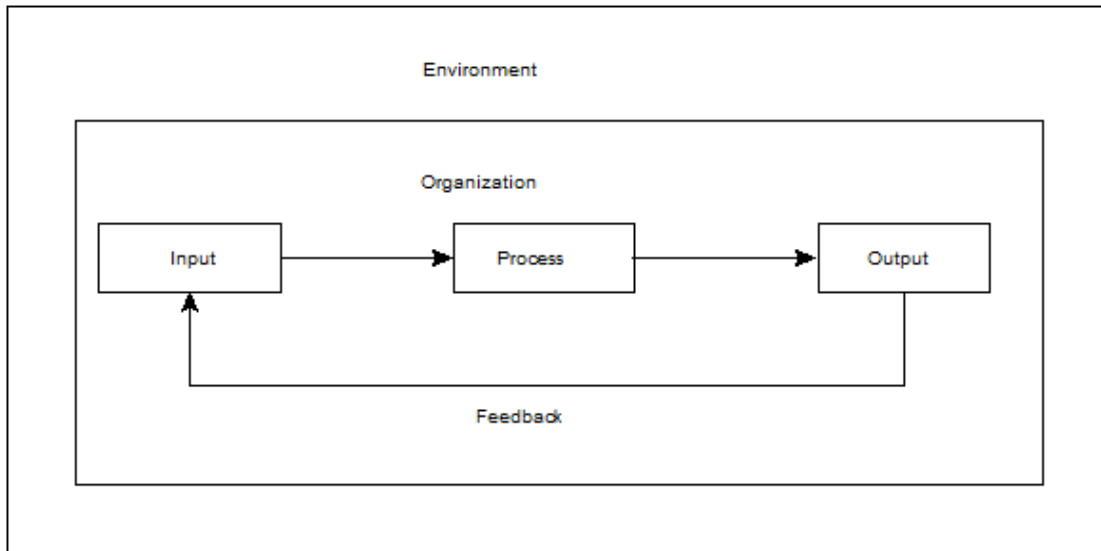 Environment
Organization
Input
Process
Output
Feedback